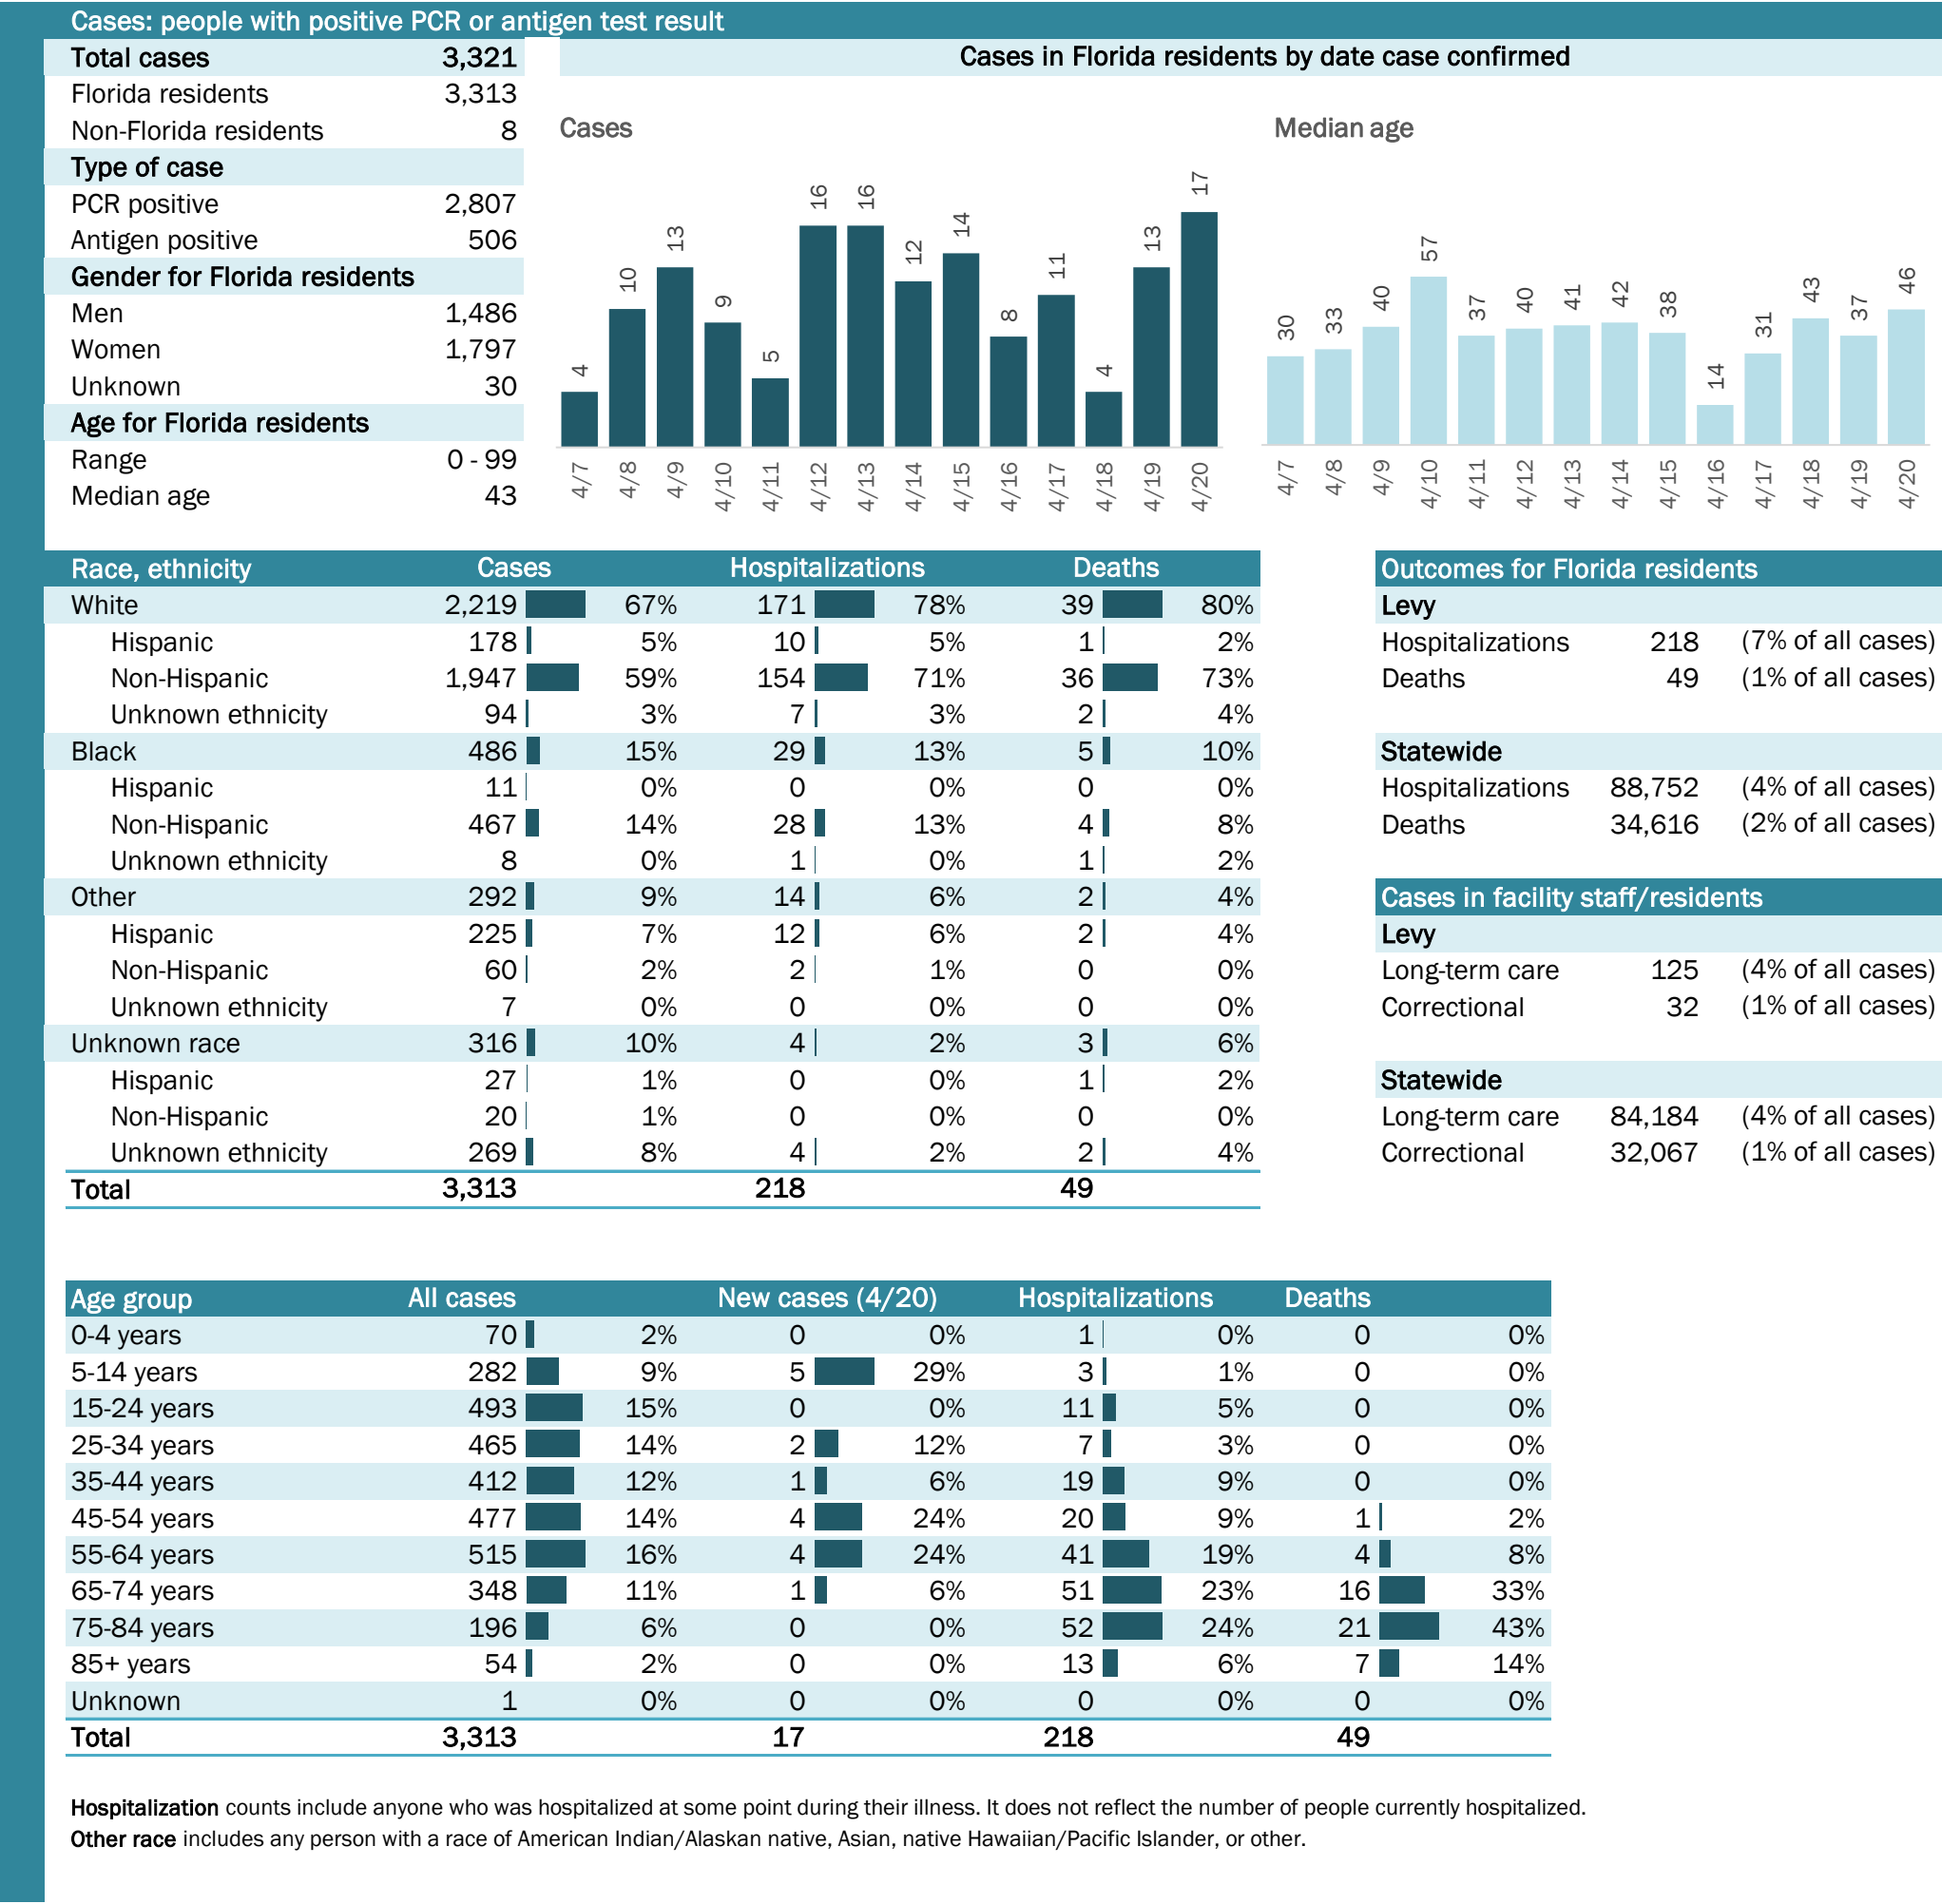 Cases: people with positive PCR or antigen test result
Total cases 3,321
Florida residents 3,313
Non-Florida residents 8
Type of case
PCR positive 2,807
Antigen positive 506
Gender for Florida residents
Men 1,486
Women 1,797
Unknown 30
Age for Florida residents
Range 0 - 99
Median age 43
Cases in Florida residents by date case confirmed
Cases
4 10 13 9 5 16 16 12 14 8 11 4 13 17
4/7 4/8 4/9 4/10 4/11 4/12 4/13 4/14 4/15 4/16 4/17 4/18 4/19 4/20
Median age
30 33 40 57 37 40 41 42 38 14 31 43 37 46
4/7 4/8 4/9 4/10 4/11 4/12 4/13 4/14 4/15 4/16 4/17 4/18 4/19 4/20
Race, ethnicity Cases Hospitalizations Deaths
White 2,219 67% 171 78% 39 80%
Hispanic 178 5% 10 5% 1 2%
Non-Hispanic 1,947 59% 154 71% 36 73%
Unknown ethnicity 94 3% 7 3% 2 4%
Black 486 15% 29 13% 5 10%
Hispanic 11 0% 0 0% 0 0%
Non-Hispanic 467 14% 28 13% 4 8%
Unknown ethnicity 8 0% 1 0% 1 2%
Other 292 9% 14 6% 2 4%
Hispanic 225 7% 12 6% 2 4%
Non-Hispanic 60 2% 2 1% 0 0%
Unknown ethnicity 7 0% 0 0% 0 0%
Unknown race 316 10% 4 2% 3 6%
Hispanic 27 1% 0 0% 1 2%
Non-Hispanic 20 1% 0 0% 0 0%
Unknown ethnicity 269 8% 4 2% 2 4%
Total 3,313 218 49
Outcomes for Florida residents
Levy
Hospitalizations 218 (7% of all cases)
Deaths 49 (1% of all cases)
Statewide
Hospitalizations 88,752 (4% of all cases)
Deaths 34,616 (2% of all cases)
Cases in facility staff/residents
Levy
Long-term care 125 (4% of all cases)
Correctional 32 (1% of all cases)
Statewide
Long-term care 84,184 (4% of all cases)
Correctional 32,067 (1% of all cases)
Age group All cases New cases (4/20) Hospitalizations Deaths
0-4 years 70 2% 0 0% 1 0% 0 0%
5-14 years 282 9% 5 29% 3 1% 0 0%
15-24 years 493 15% 0 0% 11 5% 0 0%
25-34 years 465 14% 2 12% 7 3% 0 0%
35-44 years 412 12% 1 6% 19 9% 0 0%
45-54 years 477 14% 4 24% 20 9% 1 2%
55-64 years 515 16% 4 24% 41 19% 4 8%
65-74 years 348 11% 1 6% 51 23% 16 33%
75-84 years 196 6% 0 0% 52 24% 21 43%
85+ years 54 2% 0 0% 13 6% 7 14%
Unknown 1 0% 0 0% 0 0% 0 0%
Total 3,313 17 218 49
Hospitalization counts include anyone who was hospitalized at some point during their illness. It does not reflect the number of people currently hospitalized.
Other race includes any person with a race of American Indian/Alaskan native, Asian, native Hawaiian/Pacific Islander, or other.